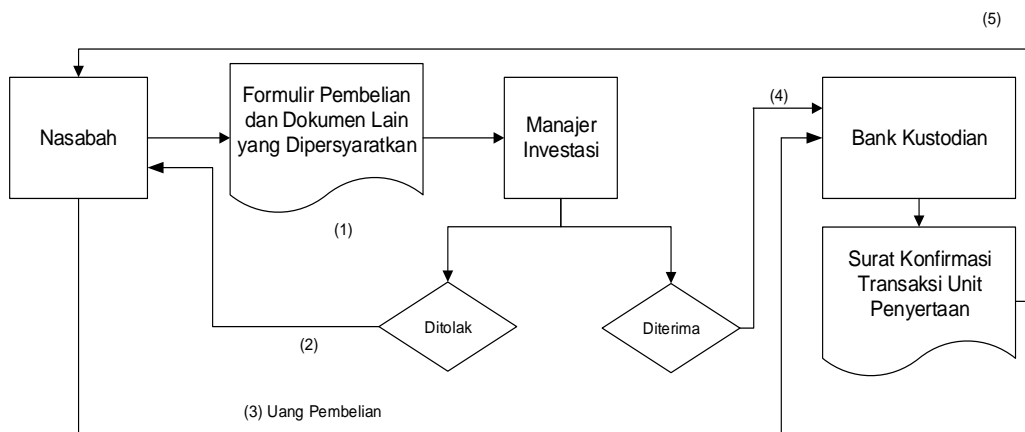 (5)
Nasabah
Formulir Pembelian
dan Dokumen Lain
yang Dipersyaratkan
(1)
Manajer
Investasi
(4)
Bank Kustodian
Surat Konfirmasi
Transaksi Unit
Penyertaan
Ditolak
Diterima
(2)
(3) Uang Pembelian